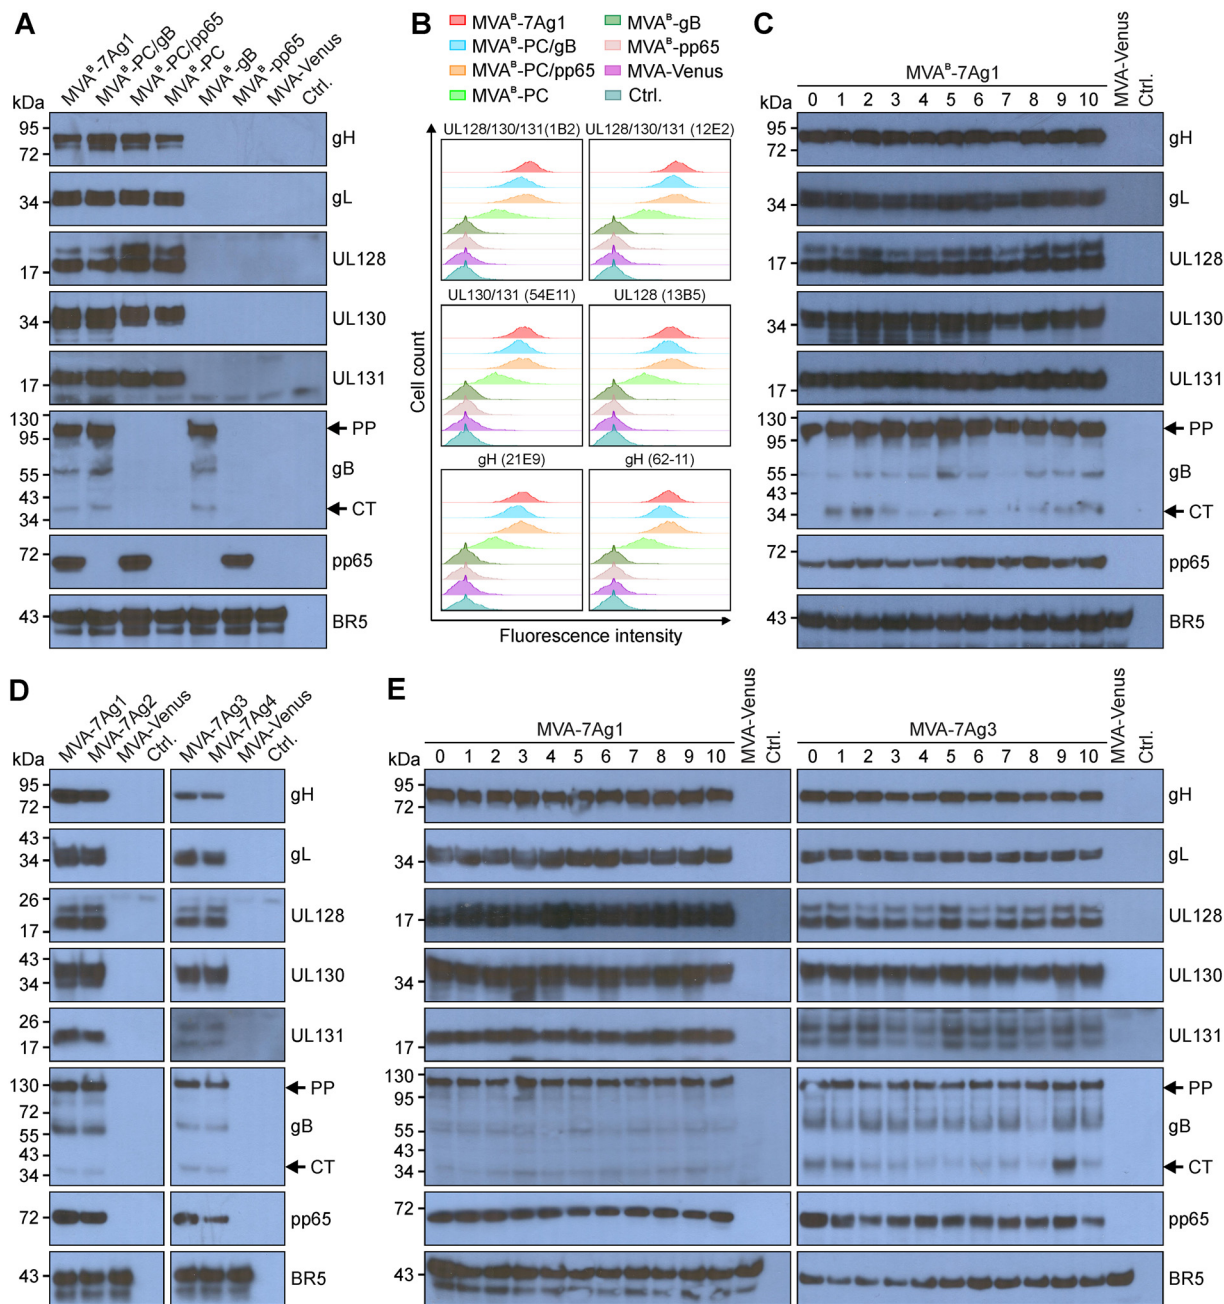 A
MVAᴮ-7Ag1
MVAᴮ-PC/gB
MVAᴮ-PC/pp65
MVAᴮ-PC
MVAᴮ-gB
MVAᴮ-pp65
MVA-Venus
Ctrl.
kDa
95
72
gH
34
gL
17
UL128
34
UL130
17
UL131
130
95
55
43
34
PP
gB
CT
72
pp65
43
BR5
B
MVAᴮ-7Ag1
MVAᴮ-PC/gB
MVAᴮ-PC/pp65
MVAᴮ-PC
MVAᴮ-gB
MVAᴮ-pp65
MVA-Venus
Ctrl.
UL128/130/131(1B2)
UL128/130/131 (12E2)
UL130/131 (54E11)
UL128 (13B5)
gH (21E9)
gH (62-11)
Cell count
Fluorescence intensity
C
MVAᴮ-7Ag1
MVA-Venus
Ctrl.
kDa 0 1 2 3 4 5 6 7 8 9 10
95
72
gH
34
gL
17
UL128
34
UL130
17
UL131
130
95
55
43
34
PP
gB
CT
72
pp65
43
BR5
D
MVA-7Ag1
MVA-7Ag2
MVA-Venus
Ctrl.
MVA-7Ag3
MVA-7Ag4
MVA-Venus
Ctrl.
kDa
95
72
gH
43
34
gL
26
17
UL128
43
34
UL130
26
17
UL131
130
72
55
43
34
PP
gB
CT
72
pp65
43
BR5
E
MVA-7Ag1
MVA-Venus
Ctrl.
MVA-7Ag3
MVA-Venus
Ctrl.
kDa 0 1 2 3 4 5 6 7 8 9 10
0 1 2 3 4 5 6 7 8 9 10
95
72
gH
34
gL
17
UL128
34
UL130
17
UL131
130
95
55
43
34
PP
gB
CT
72
pp65
43
BR5